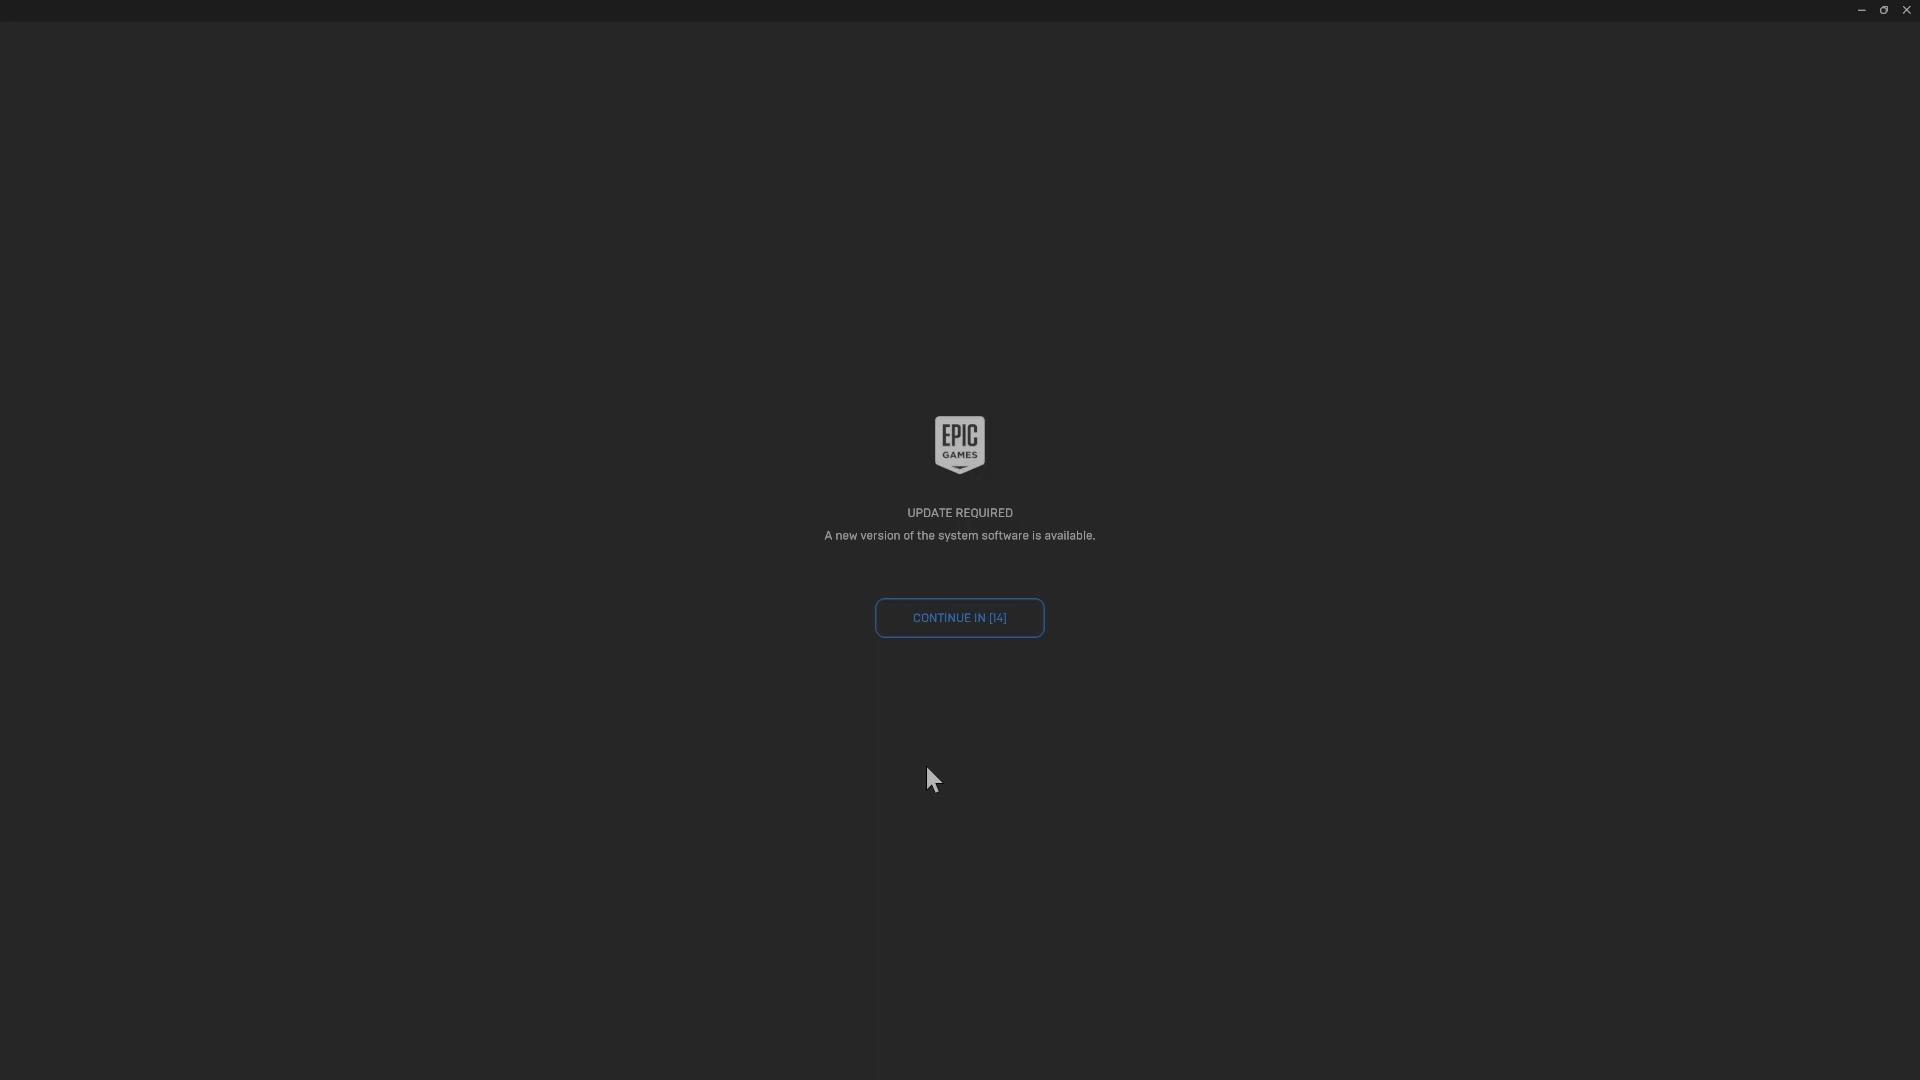 EPIC
GAMES
UPDATE REQUIRED
A new version of the system software is available.
CONTINUE IN [14]